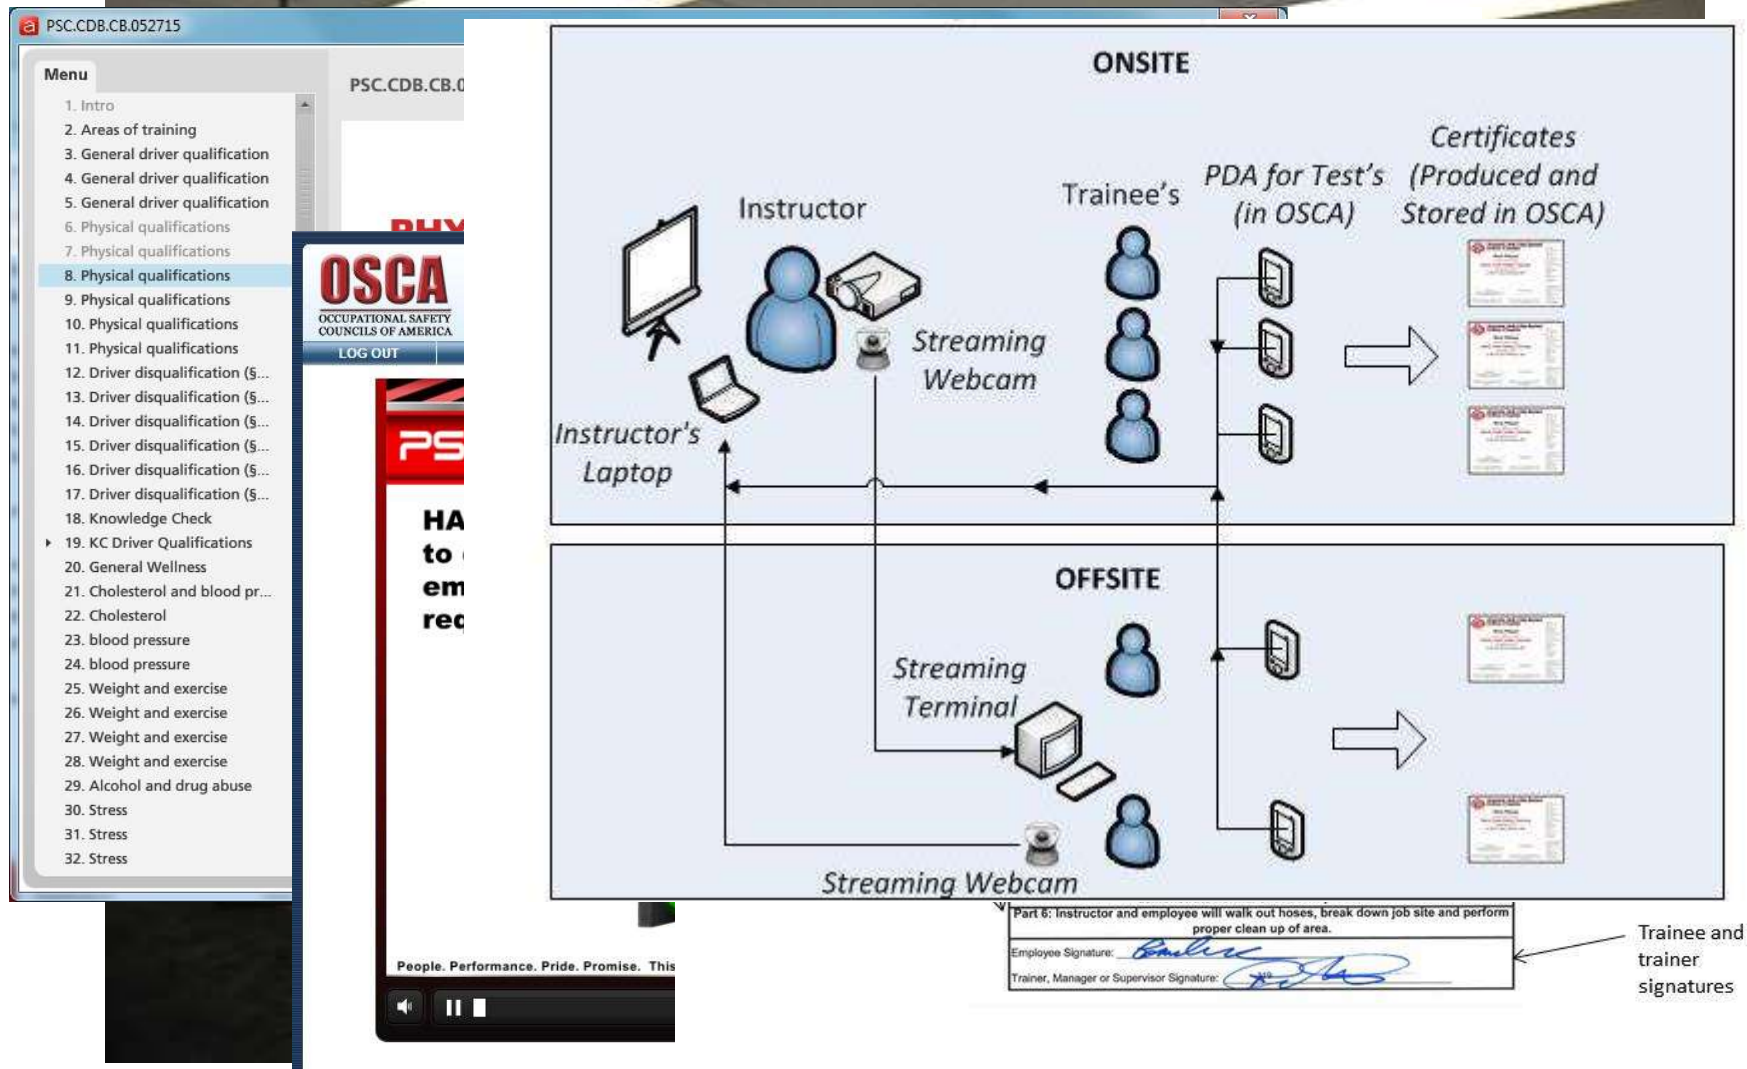 PSC.CDB.CB.052715
Menu
1. Intro
2. Areas of training
3. General driver qualification
4. General driver qualification
5. General driver qualification
6. Physical qualifications
7. Physical qualifications
8. Physical qualifications
9. Physical qualifications
10. Physical qualifications
11. Physical qualifications
12. Driver disqualification (§...
13. Driver disqualification (§...
14. Driver disqualification (§...
15. Driver disqualification (§...
16. Driver disqualification (§...
17. Driver disqualification (§...
18. Knowledge Check
19. KC Driver Qualifications
20. General Wellness
21. Cholesterol and blood pr...
22. Cholesterol
23. blood pressure
24. blood pressure
25. Weight and exercise
26. Weight and exercise
27. Weight and exercise
28. Weight and exercise
29. Alcohol and drug abuse
30. Stress
31. Stress
32. Stress
PSC.CDB.CB.0
OSCA
OCCUPATIONAL SAFETY
COUNCILS OF AMERICA
LOG OUT
PS
HA
to
em
req
People. Performance. Pride. Promise. This
ONSITE
Instructor
Trainee's
PDA for Test's
(in OSCA)
Certificates
(Produced and
Stored in OSCA)
Streaming
Webcam
Instructor's
Laptop
OFFSITE
Streaming
Terminal
Streaming Webcam
Part 6: Instructor and employee will walk out hoses, break down job site and perform
proper clean up of area.
Employee Signature:
Trainer, Manager or Supervisor Signature:
Trainee and
trainer
signatures